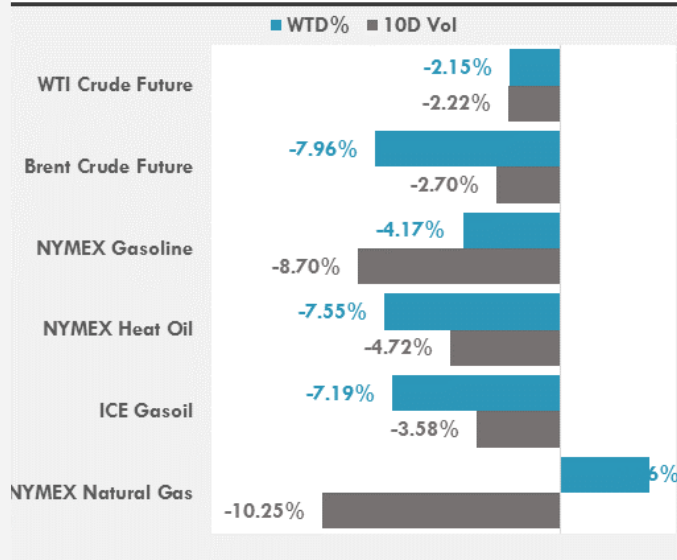 WTD% 10D Vol
WTI Crude Future
-2.15%
-2.22%
Brent Crude Future
-7.96%
-2.70%
NYMEX Gasoline
-4.17%
-8.70%
NYMEX Heat Oil
-7.55%
-4.72%
ICE Gasoil
-7.19%
-3.58%
NYMEX Natural Gas
6%
-10.25%